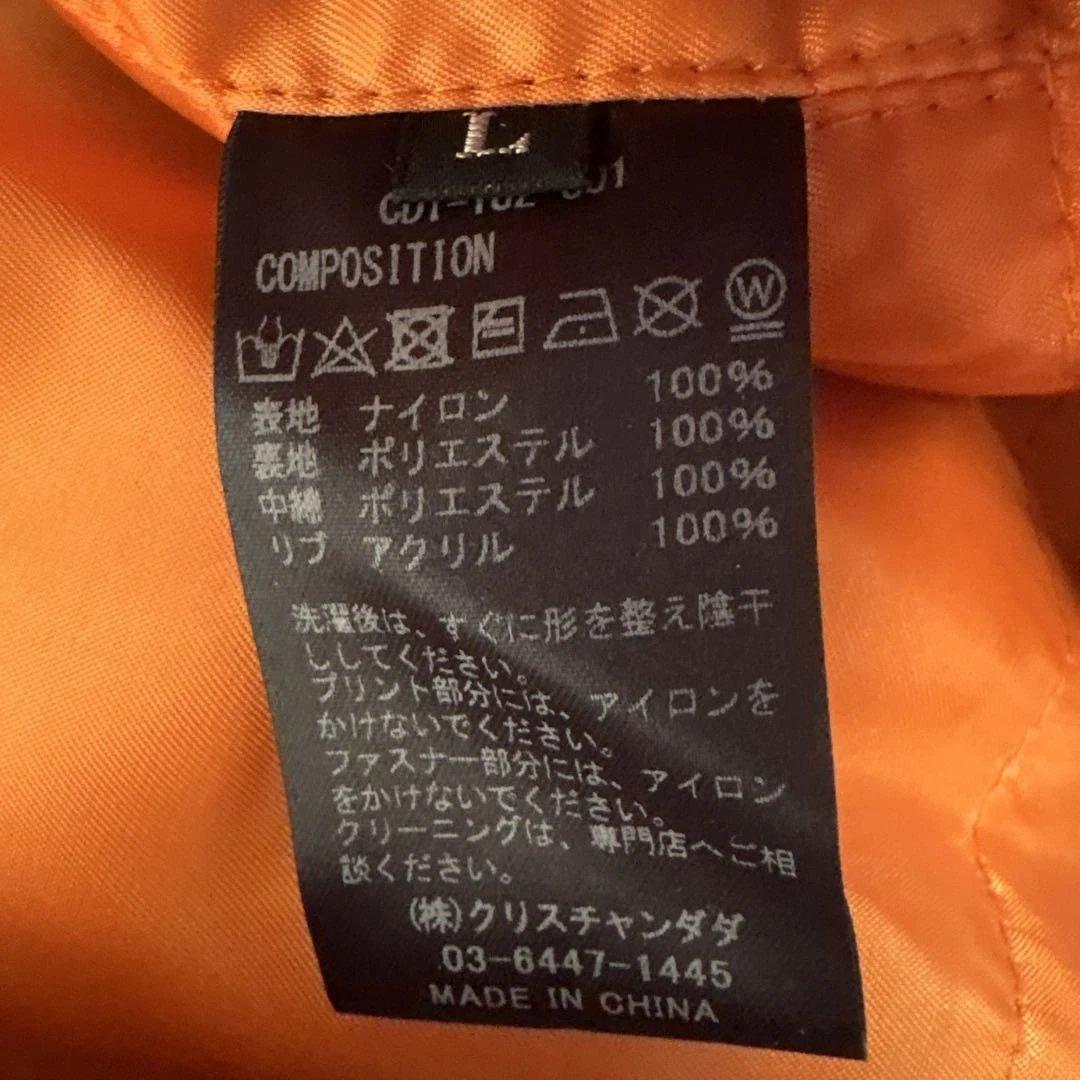 L
COMPOSITION
W
表地 ナイロン 100%
裏地 ポリエステル 100%
中綿 ポリエステル 100%
リブ アクリル 100%
洗濯後は、すぐに形を整え陰干
ししてください。
プリント部分には、アイロンを
かけないでください。
ファスナー部分には、アイロン
をかけないでください。
クリーニングは、専門店へご相
談ください。
(株)クリスチャンダダ
03-6447-1445
MADE IN CHINA